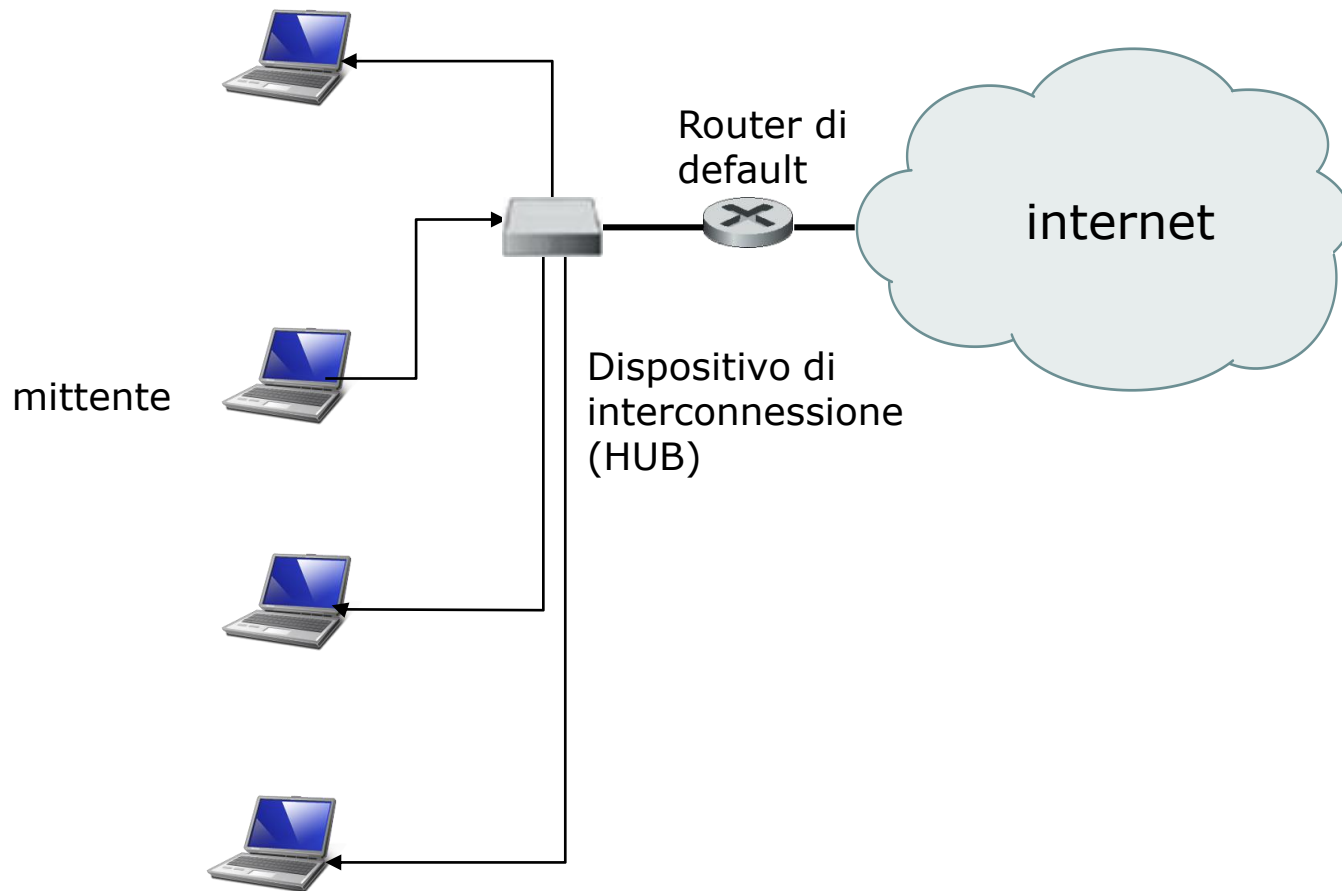 Router di
default
internet
mittente
Dispositivo di
interconnessione
(HUB)